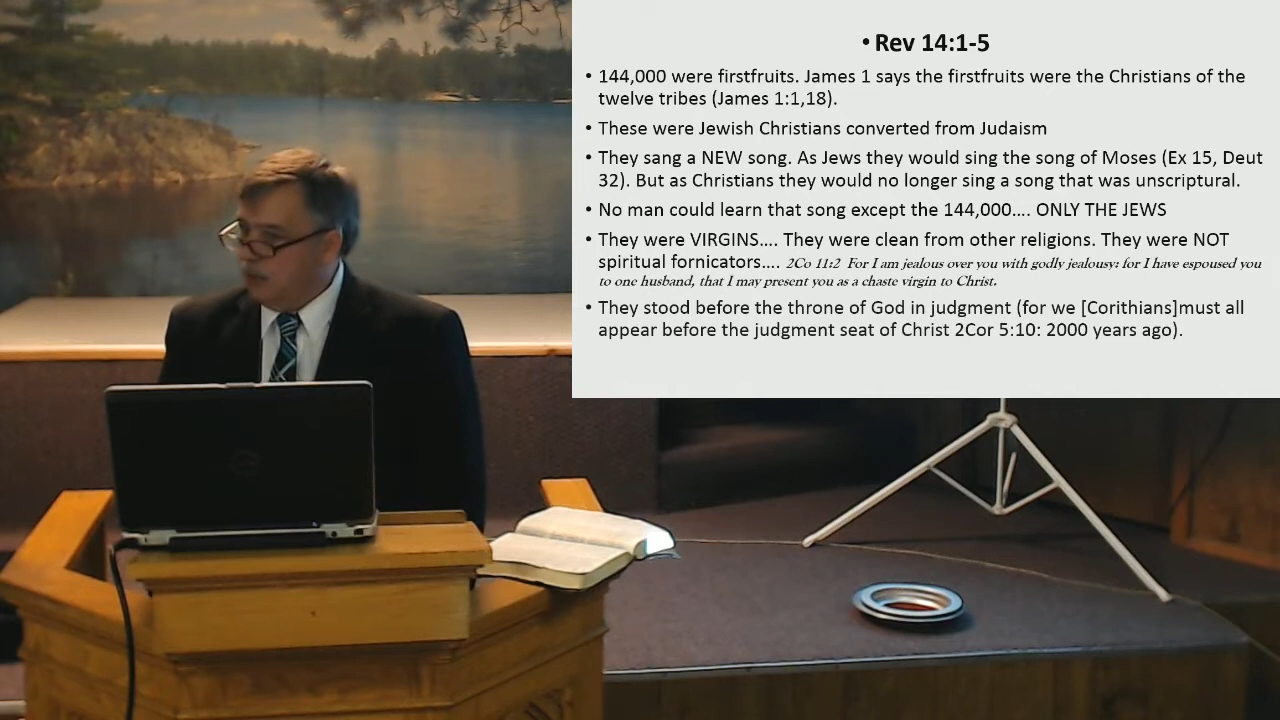 • Rev 14:1-5
• 144,000 were firstfruits. James 1 says the firstfruits were the Christians of the
twelve tribes (James 1:1,18).
• These were Jewish Christians converted from Judaism
• They sang a NEW song. As Jews they would sing the song of Moses (Ex 15, Deut
32). But as Christians they would no longer sing a song that was unscriptural.
• No man could learn that song except the 144,000.... ONLY THE JEWS
• They were VIRGINS.... They were clean from other religions. They were NOT
spiritual fornicators.... 2Co 11:2 For I am jealous over you with godly jealousy: for I have espoused you
to one husband, that I may present you as a chaste virgin to Christ.
• They stood before the throne of God in judgment (for we [Corithians]must all
appear before the judgment seat of Christ 2Cor 5:10: 2000 years ago).